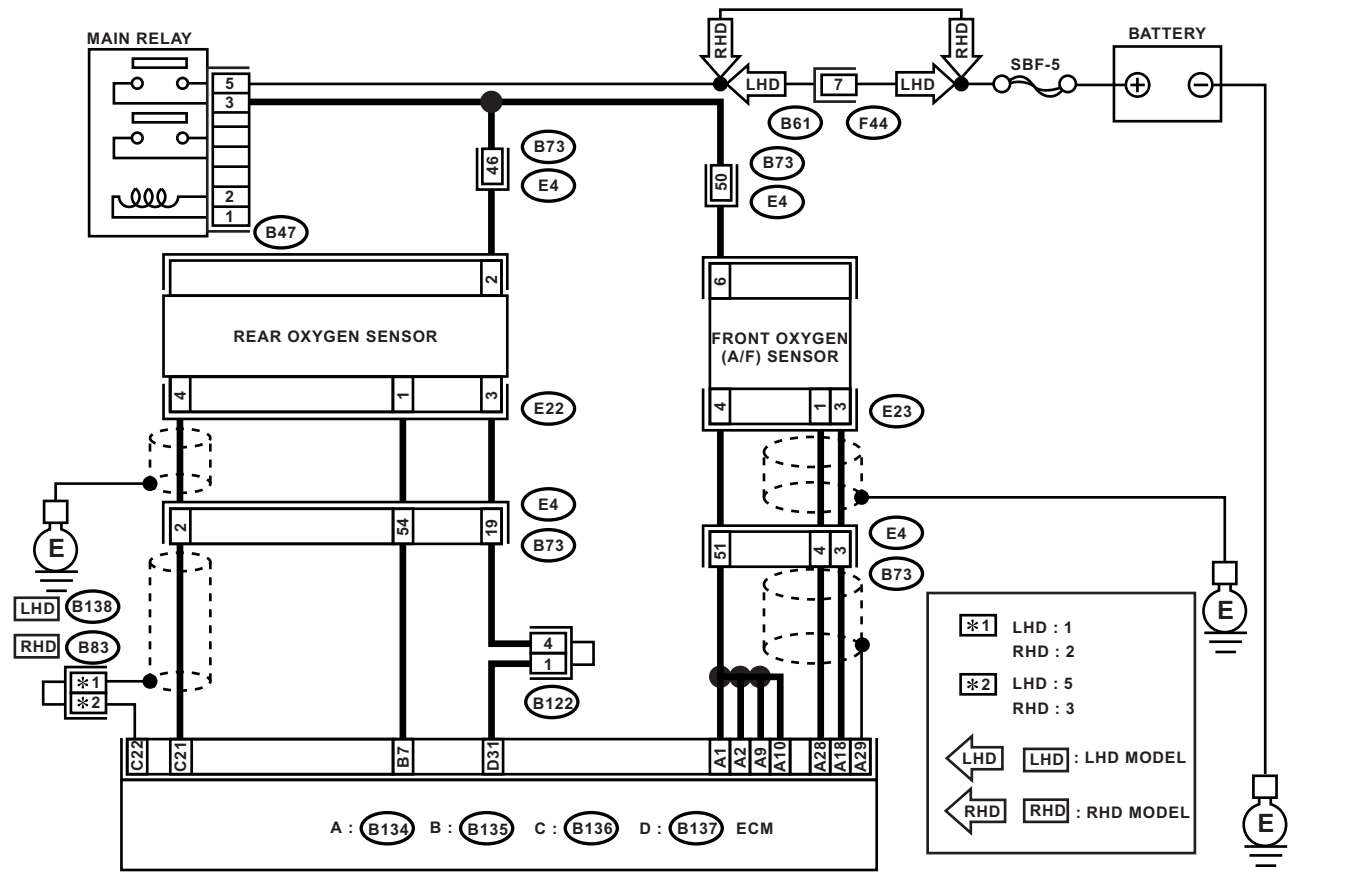 MAIN RELAY
BATTERY
RHD
RHD
SBF-5
LHD
7
LHD
5
3
2
1
B47
B61
F44
46
B73
E4
50
B73
E4
2
6
REAR OXYGEN SENSOR
FRONT OXYGEN
(A/F) SENSOR
4
1
3
E22
4
1
3
E23
2
54
19
E4
B73
51
4
3
E4
B73
E
E
E
LHD B138
RHD B83
*1
*2
4
1
B122
*1 LHD : 1
RHD : 2
*2 LHD : 5
RHD : 3
LHD LHD : LHD MODEL
RHD RHD : RHD MODEL
C22
C21
B7
D31
A1
A2
A9
A10
A28
A18
A29
A : B134 B : B135 C : B136 D : B137 ECM